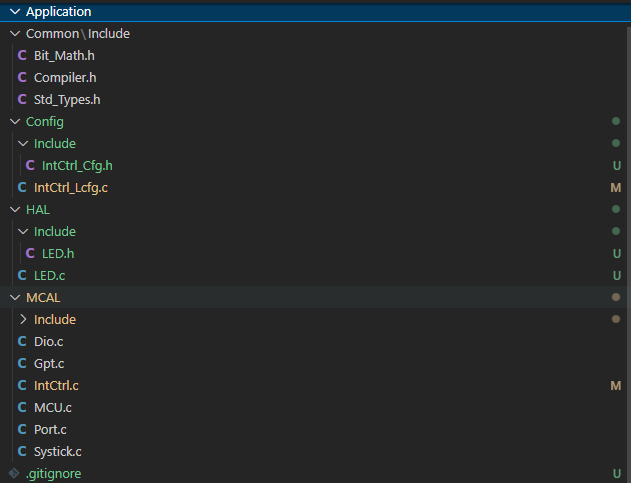 Application
Common\Include
C Bit_Math.h
C Compiler.h
C Std_Types.h
Config
Include
C IntCtrl_Cfg.h U
C IntCtrl_Lcfg.c M
HAL
Include
C LED.h U
C LED.c U
MCAL
Include
C Dio.c
C Gpt.c
C IntCtrl.c M
C MCU.c
C Port.c
C Systick.c
.gitignore U